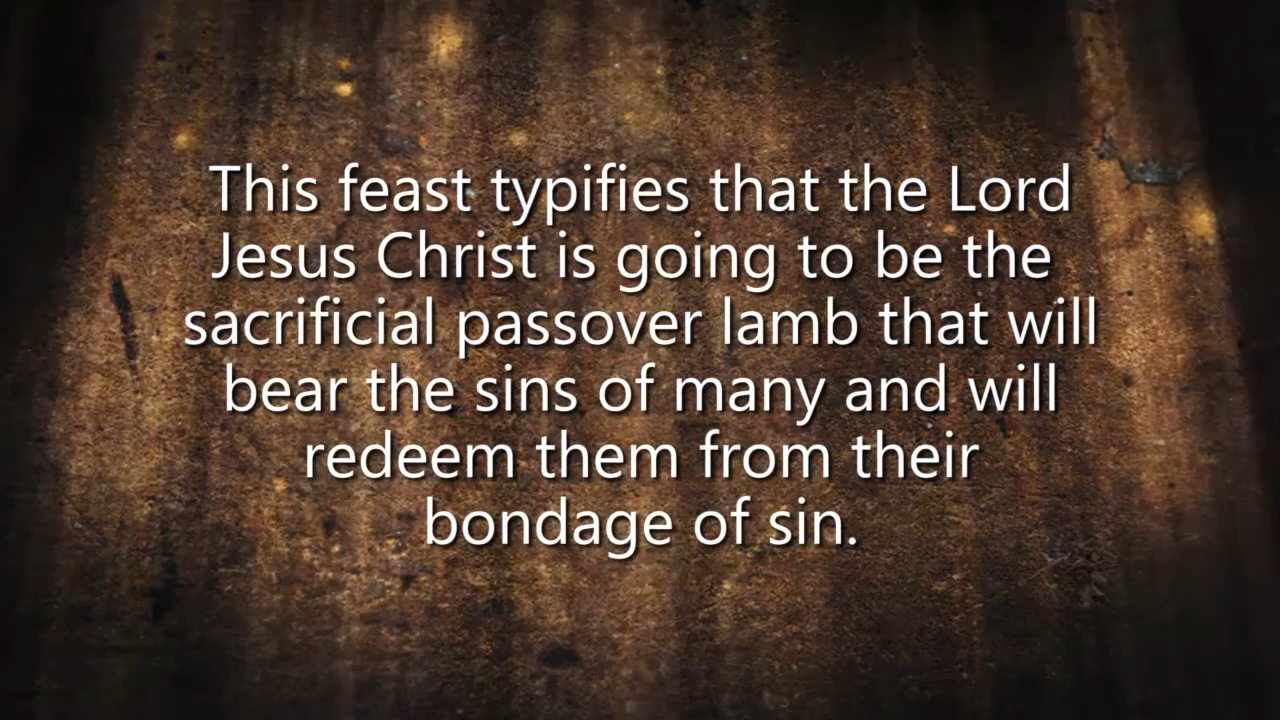 This feast typifies that the Lord
Jesus Christ is going to be the
sacrificial passover lamb that will
bear the sins of many and will
redeem them from their
bondage of sin.